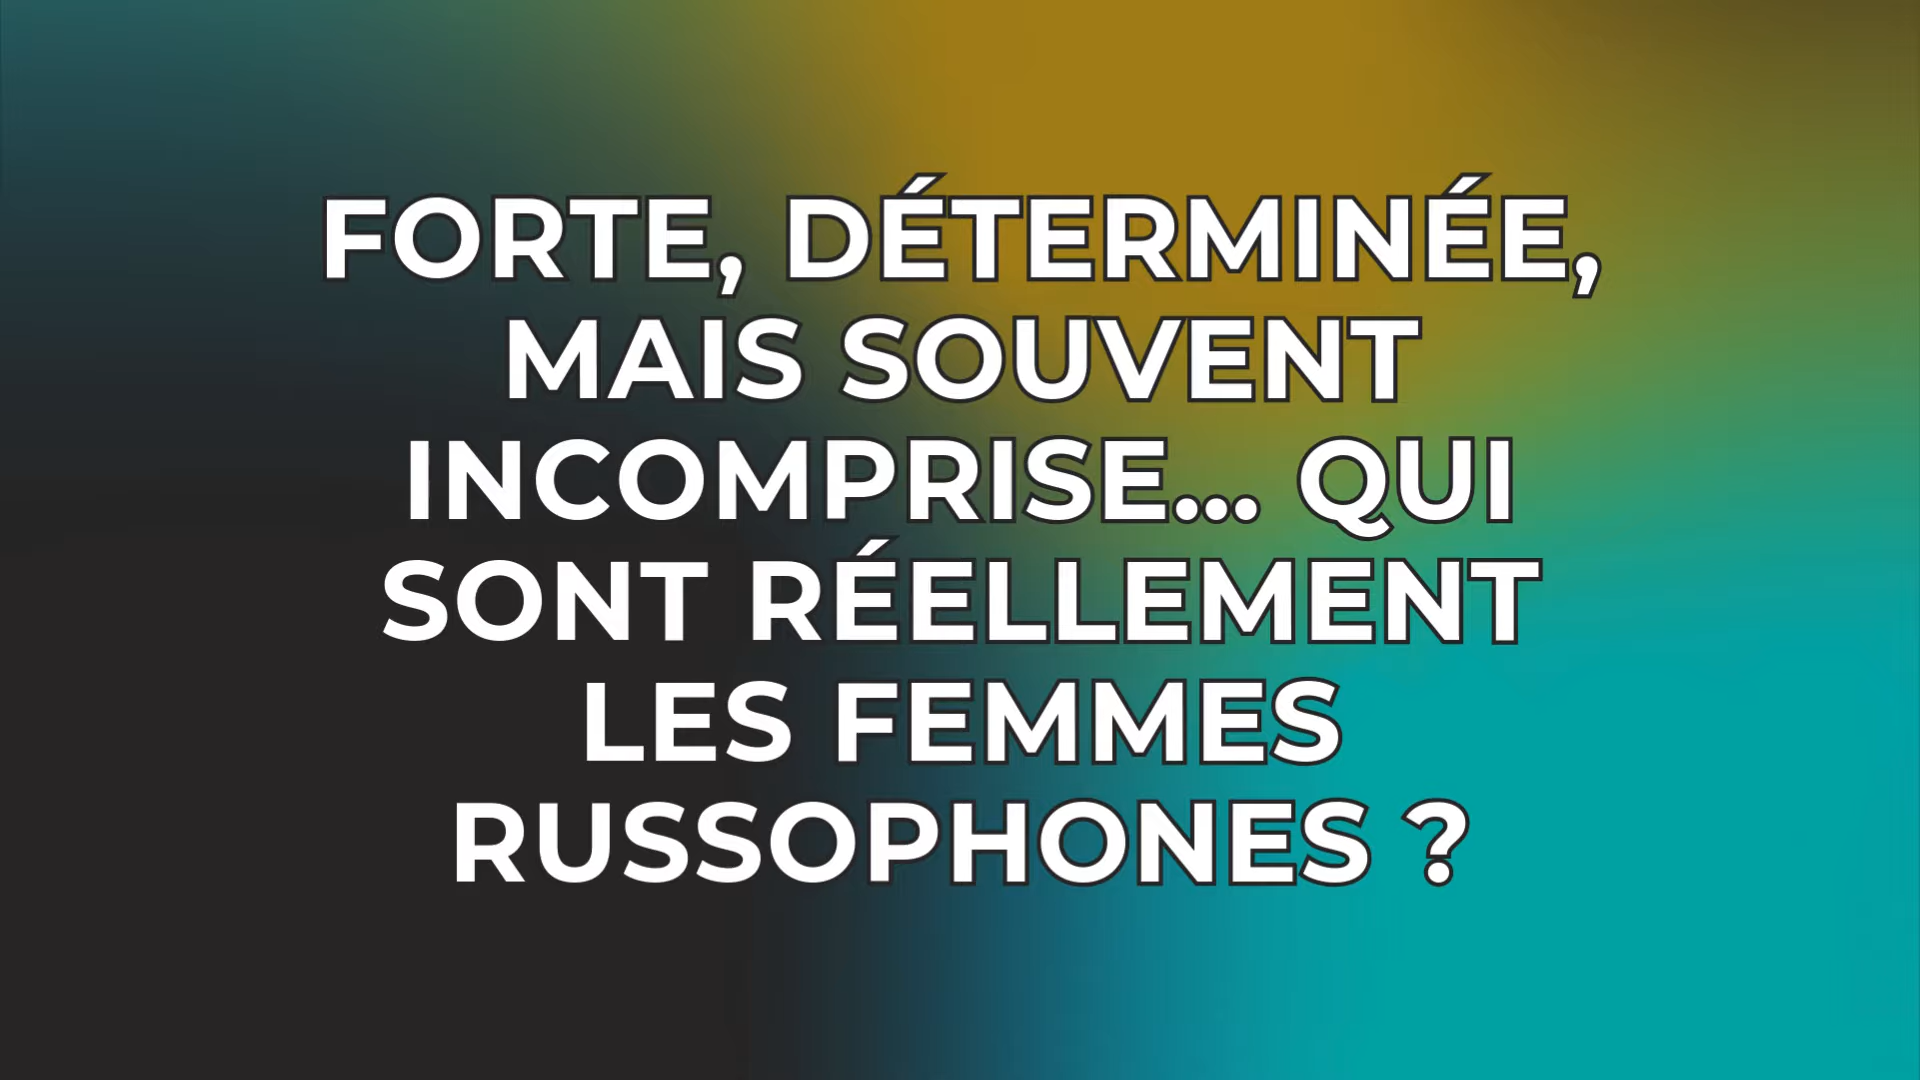 FORTE, DÉTERMINÉE,
MAIS SOUVENT
INCOMPRISE... QUI
SONT RÉELLEMENT
LES FEMMES
RUSSOPHONES ?